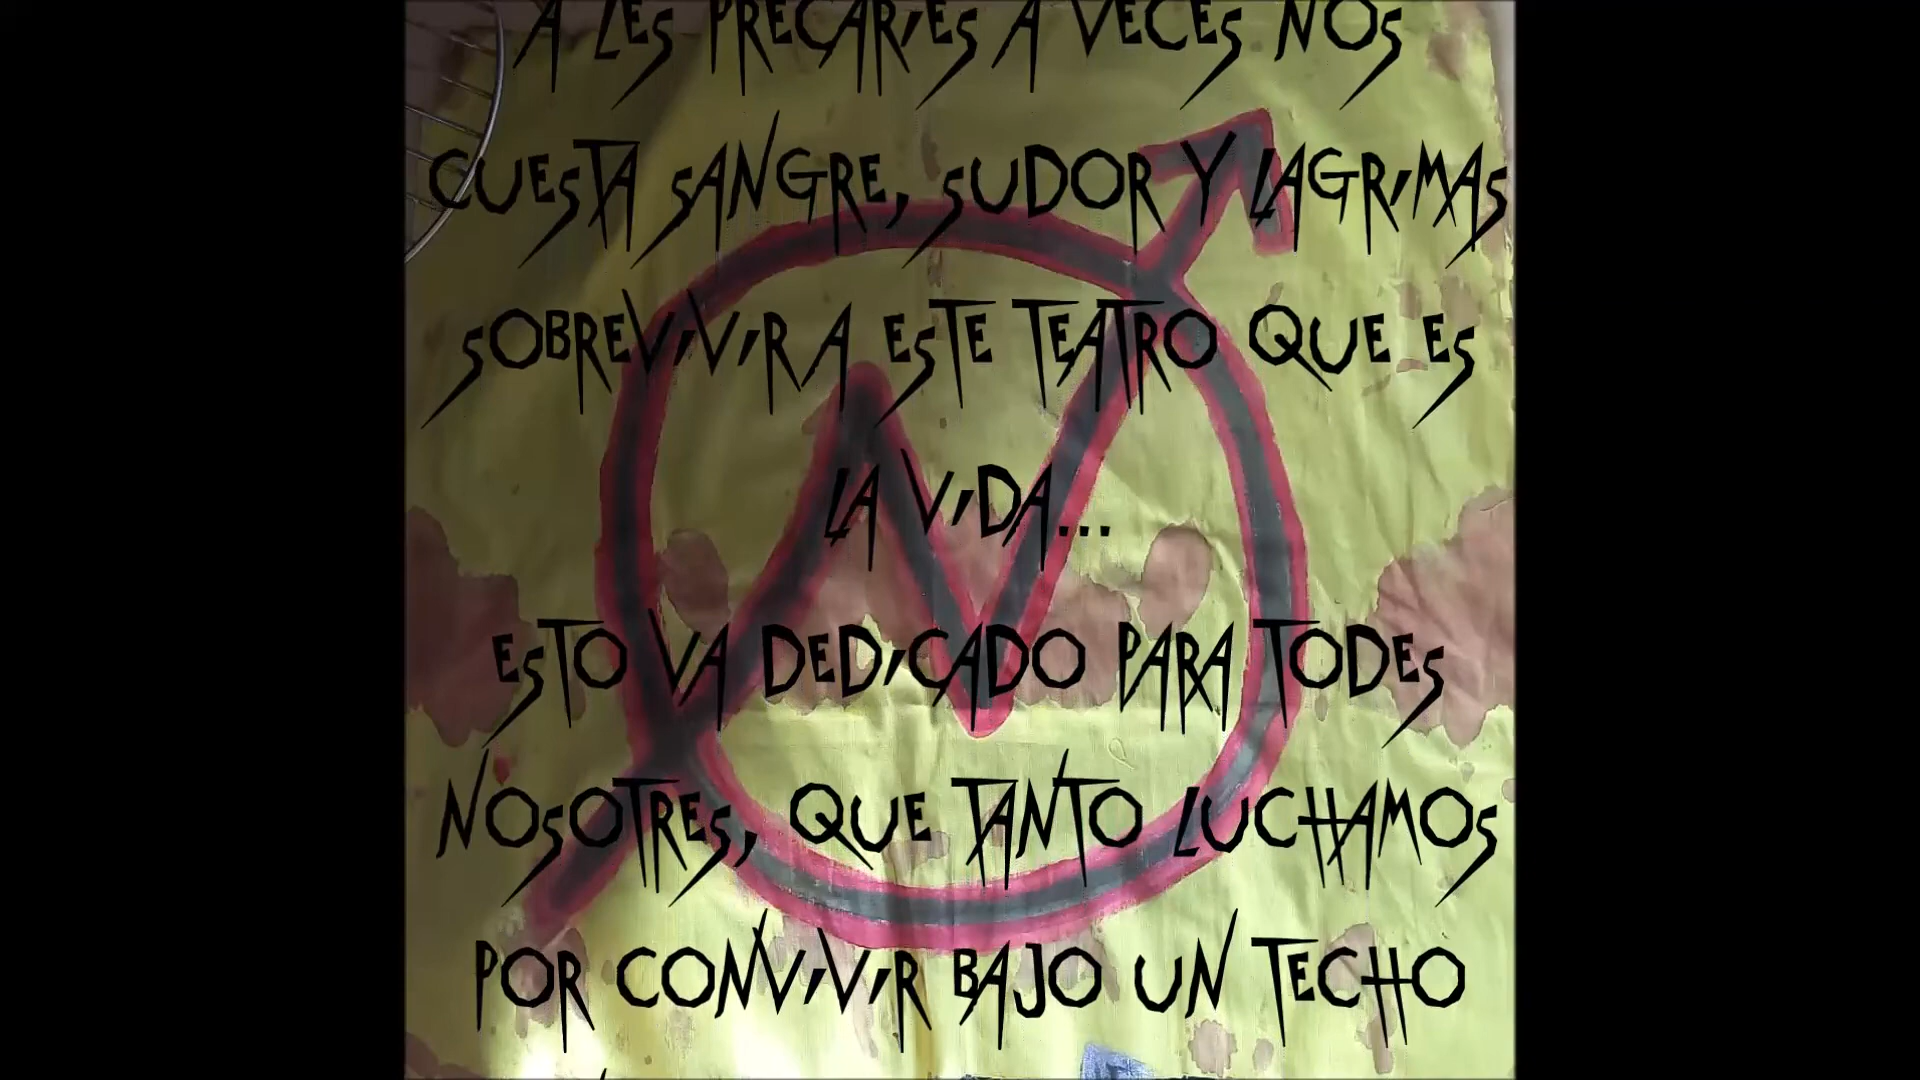 A LES PRECARIES A VECES NOS
CUESTA SANGRE, SUDOR Y LAGRIMAS
SOBREVIVIR A ESTE TEATRO QUE ES
LA VIDA...
ESTO VA DEDICADO PARA TODES
NOSOTRES, QUE TANTO LUCHAMOS
POR CONVIVIR BAJO UN TECHO